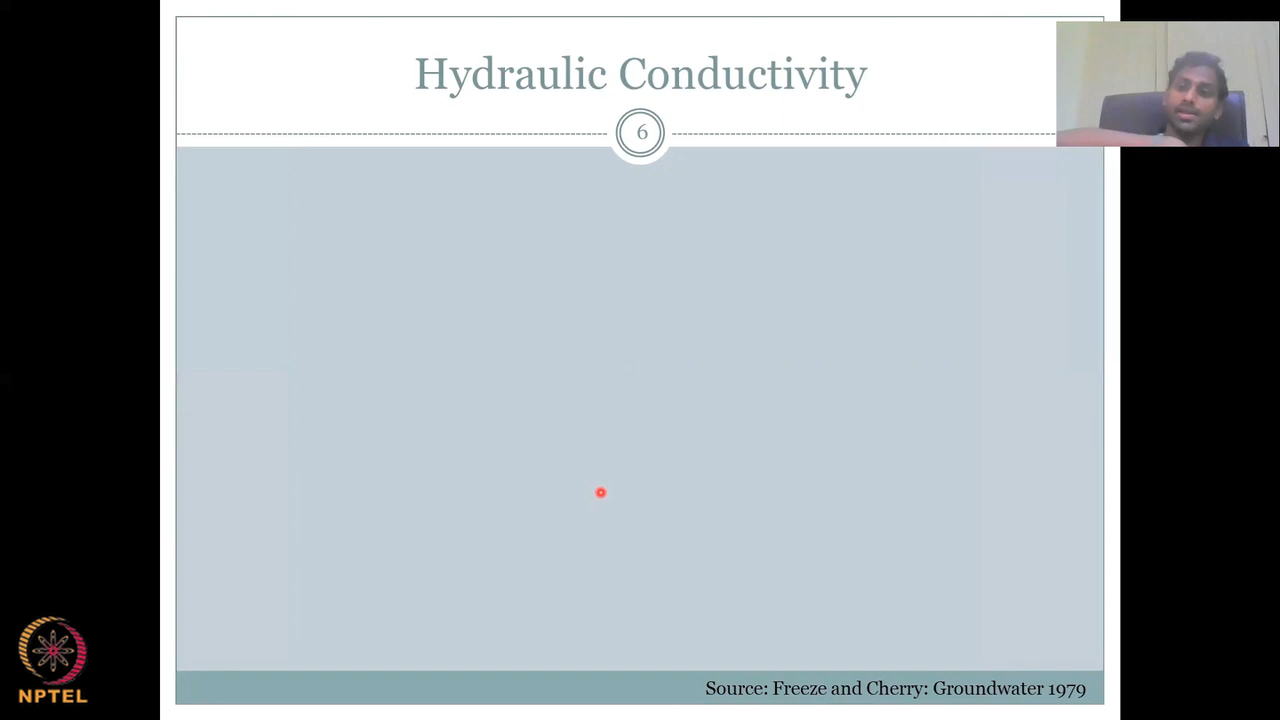 Hydraulic Conductivity
6
NPTEL
Source: Freeze and Cherry: Groundwater 1979